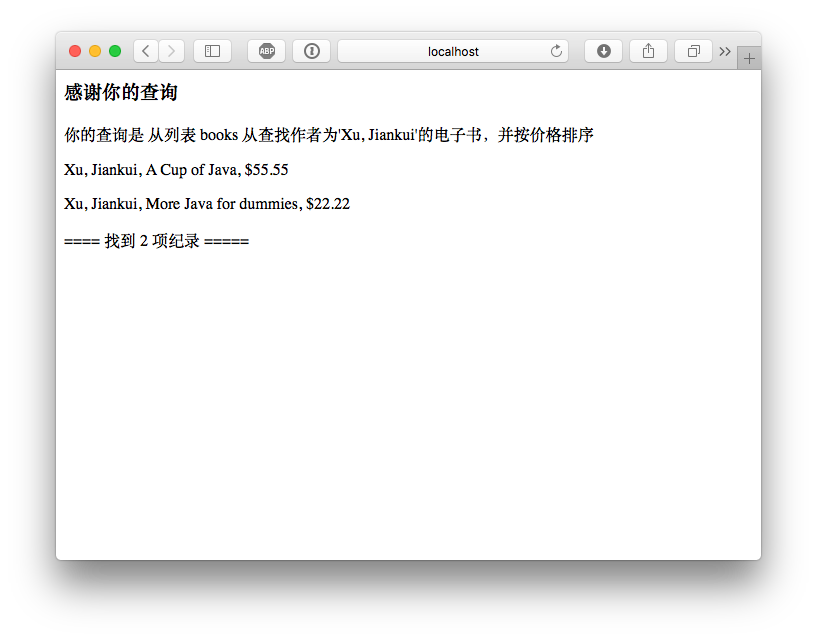 ABP
localhost
感谢你的查询
你的查询是 从列表 books 从查找作者为'Xu, Jiankui'的电子书，并按价格排序
Xu, Jiankui, A Cup of Java, $55.55
Xu, Jiankui, More Java for dummies, $22.22
==== 找到 2 项纪录 =====